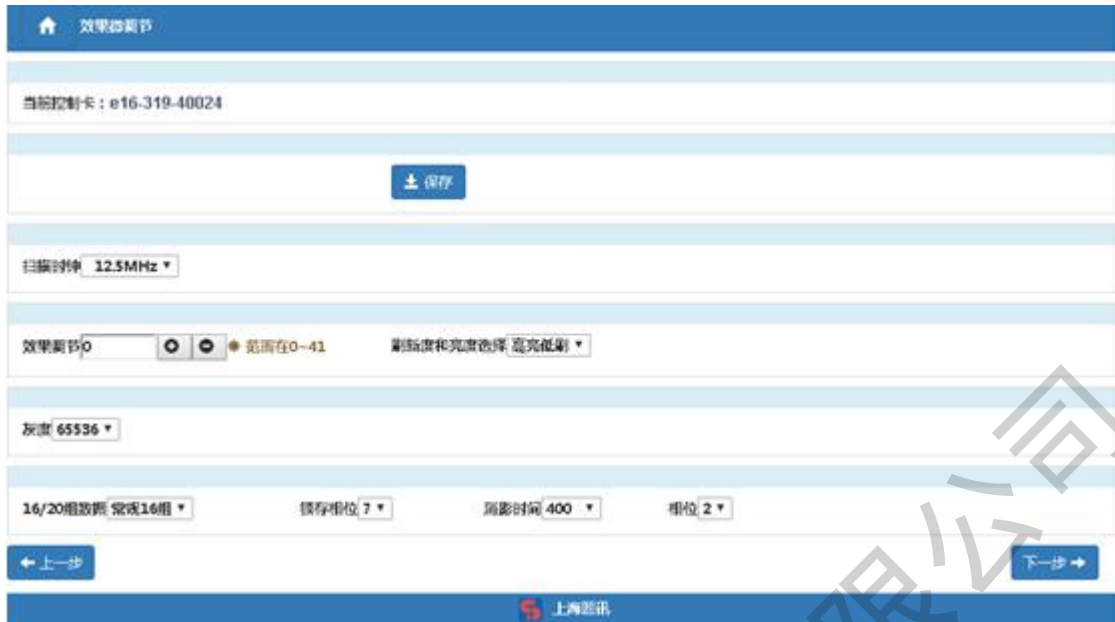 效果微调节
当前控制卡：e16-319-40024
保存
扫描时钟 12.5MHz
效果调节 0 范围在0~41 刷新度和亮度选择 高亮低刷
灰度 65536
16/20组数据 常规16组 锁存相位 7 消影时间 400 相位 2
上一步 下一步
上海熙讯
限公司